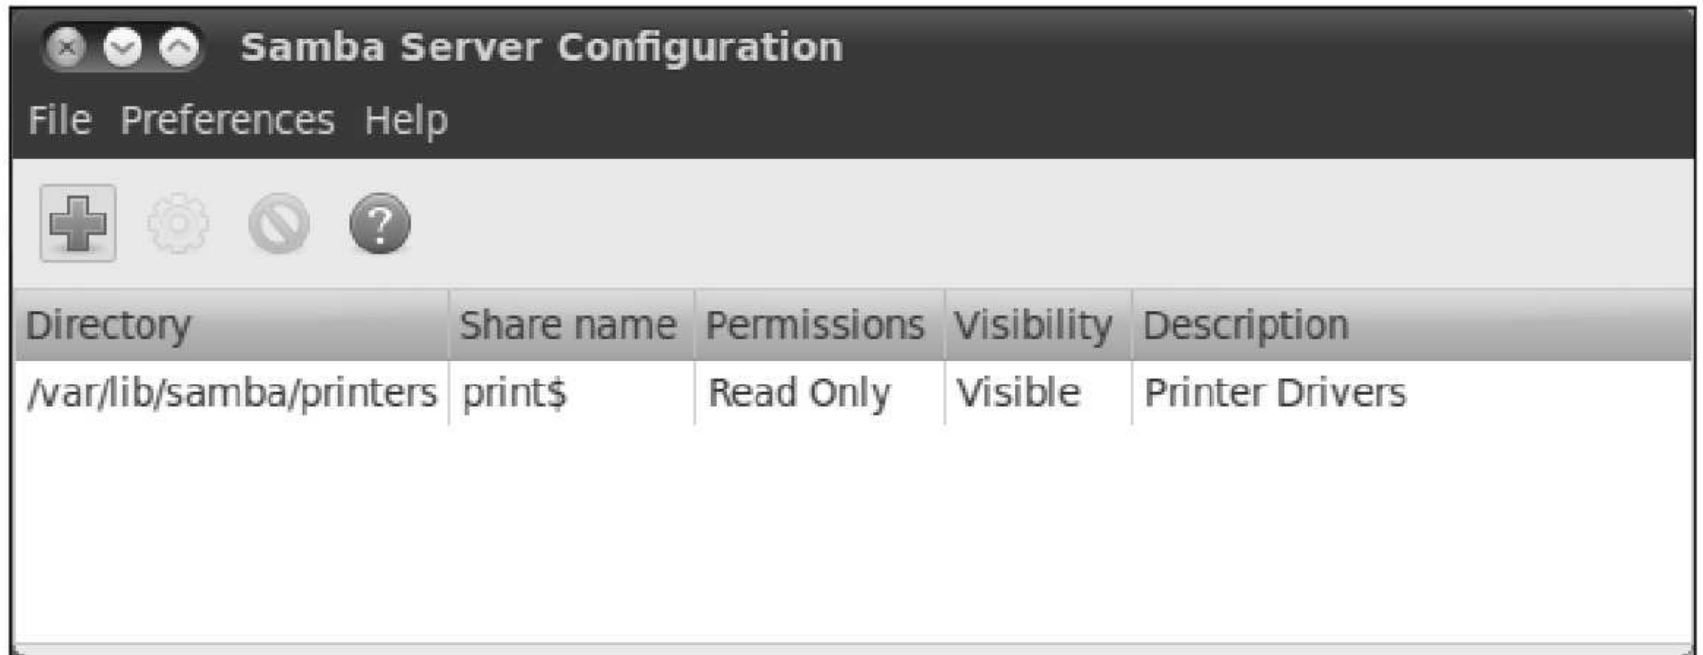 Samba Server Configuration
File Preferences Help
?
Directory Share name Permissions Visibility Description
/var/lib/samba/printers print$ Read Only Visible Printer Drivers